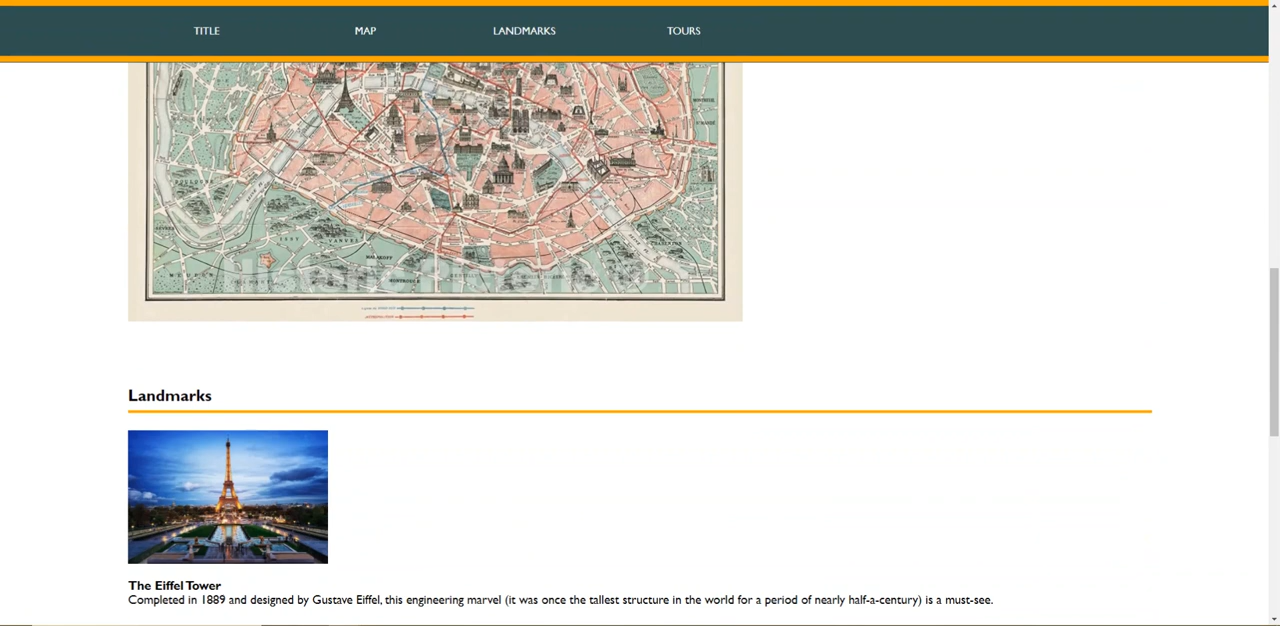 TITLE
MAP
LANDMARKS
TOURS
Landmarks
The Eiffel Tower
Completed in 1889 and designed by Gustave Eiffel, this engineering marvel (it was once the tallest structure in the world for a period of nearly half-a-century) is a must-see.